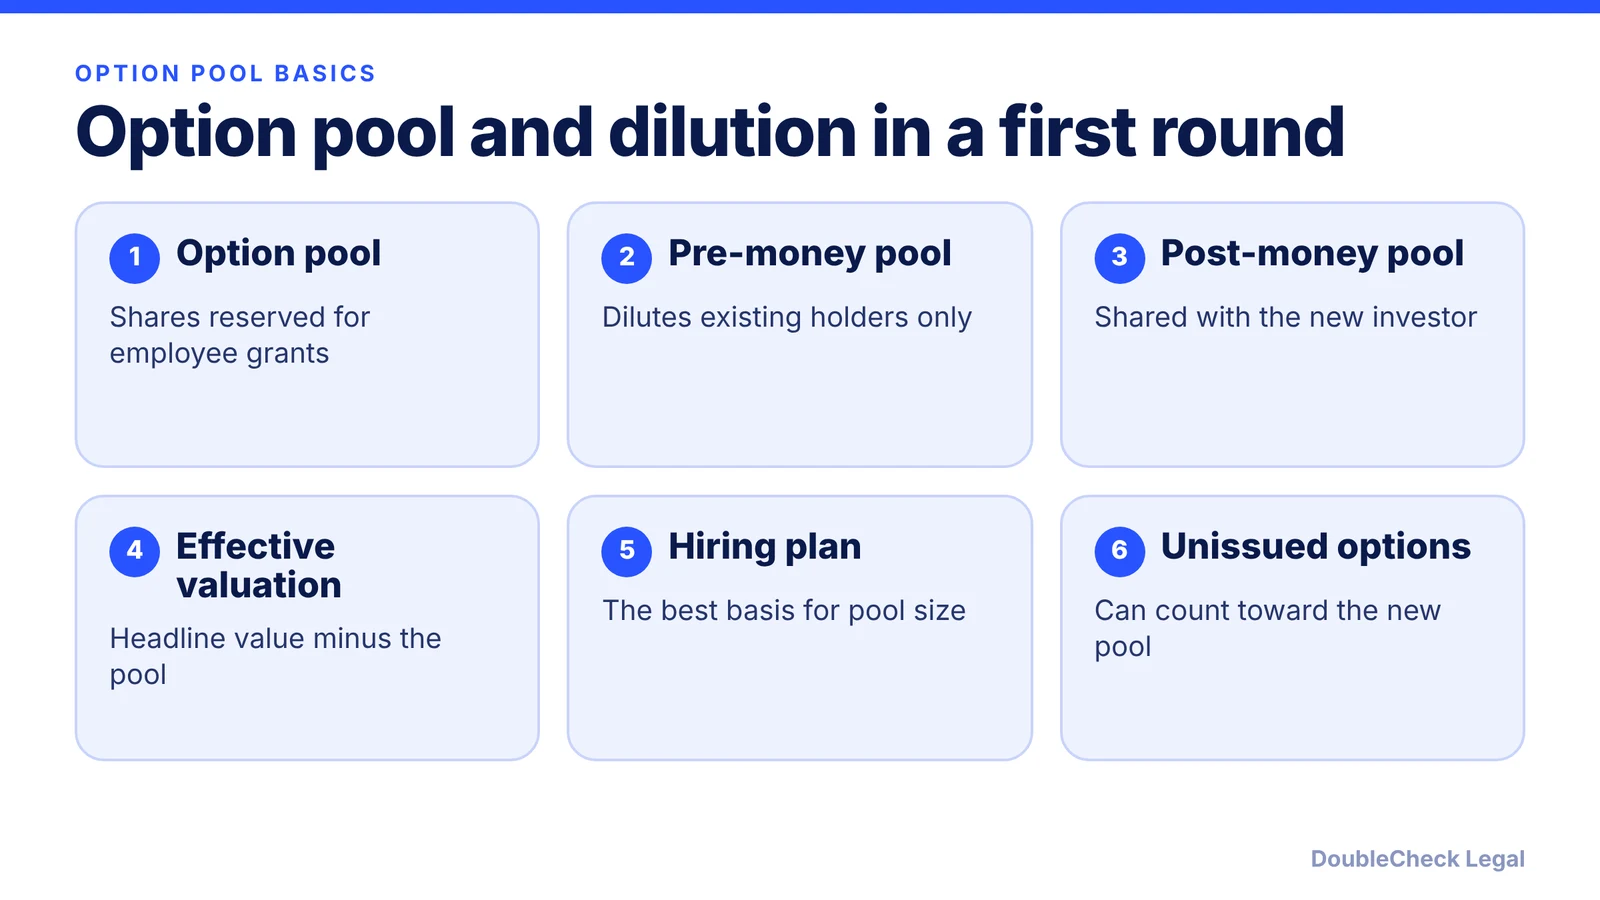 OPTION POOL BASICS
Option pool and dilution in a first round
1 Option pool
Shares reserved for
employee grants
2 Pre-money pool
Dilutes existing holders only
3 Post-money pool
Shared with the new investor
4 Effective
valuation
Headline value minus the
pool
5 Hiring plan
The best basis for pool size
6 Unissued options
Can count toward the new
pool
DoubleCheck Legal